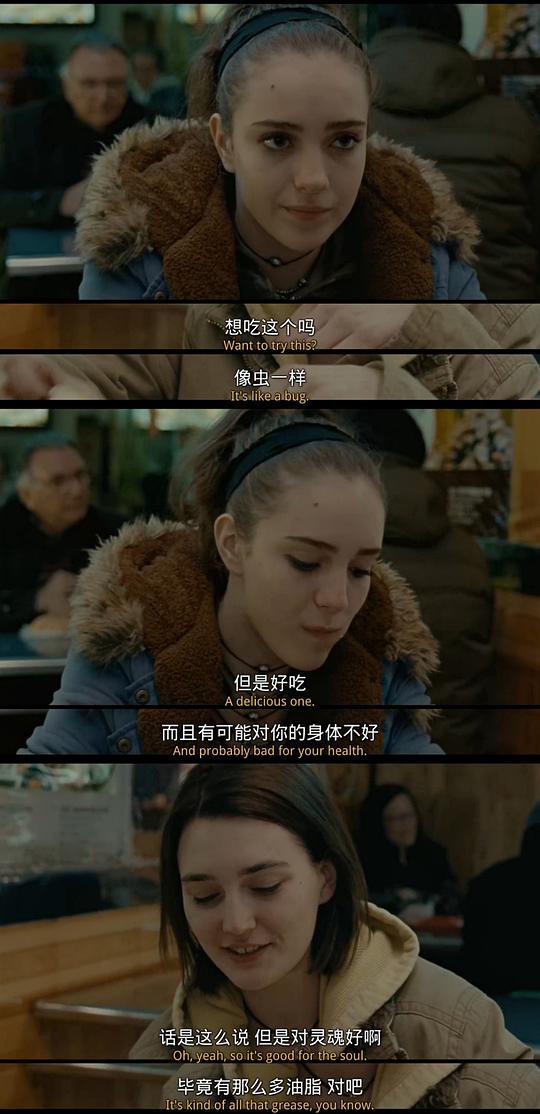 想吃这个吗
Want to try this?
像虫一样
It's like a bug.
但是好吃
A delicious one.
而且有可能对你的身体不好
And probably bad for your health.
话是这么说 但是对灵魂好啊
Oh, yeah, so it's good for the soul.
毕竟有那么多油脂 对吧
It's kind of all that grease, you know.